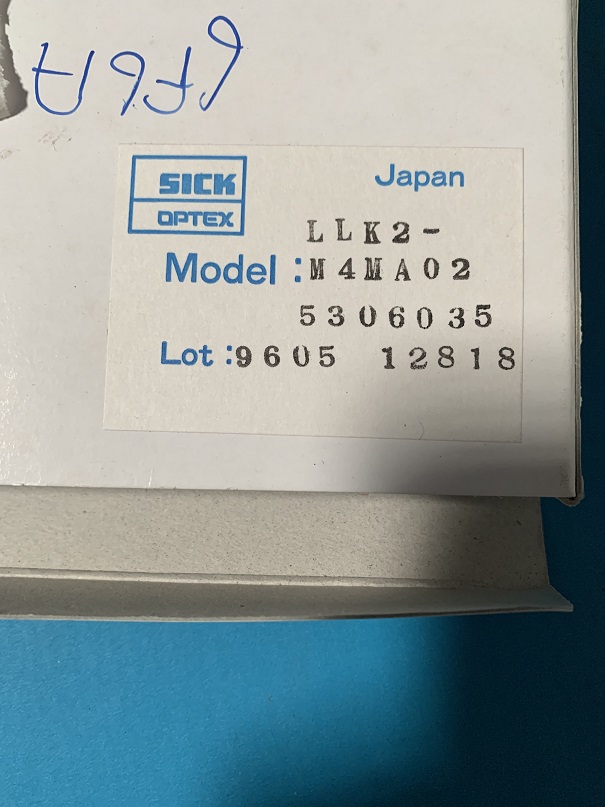 SICK
OPTEX
Japan
LLK2-
Model : M4MA02
5306035
Lot : 9605 12818